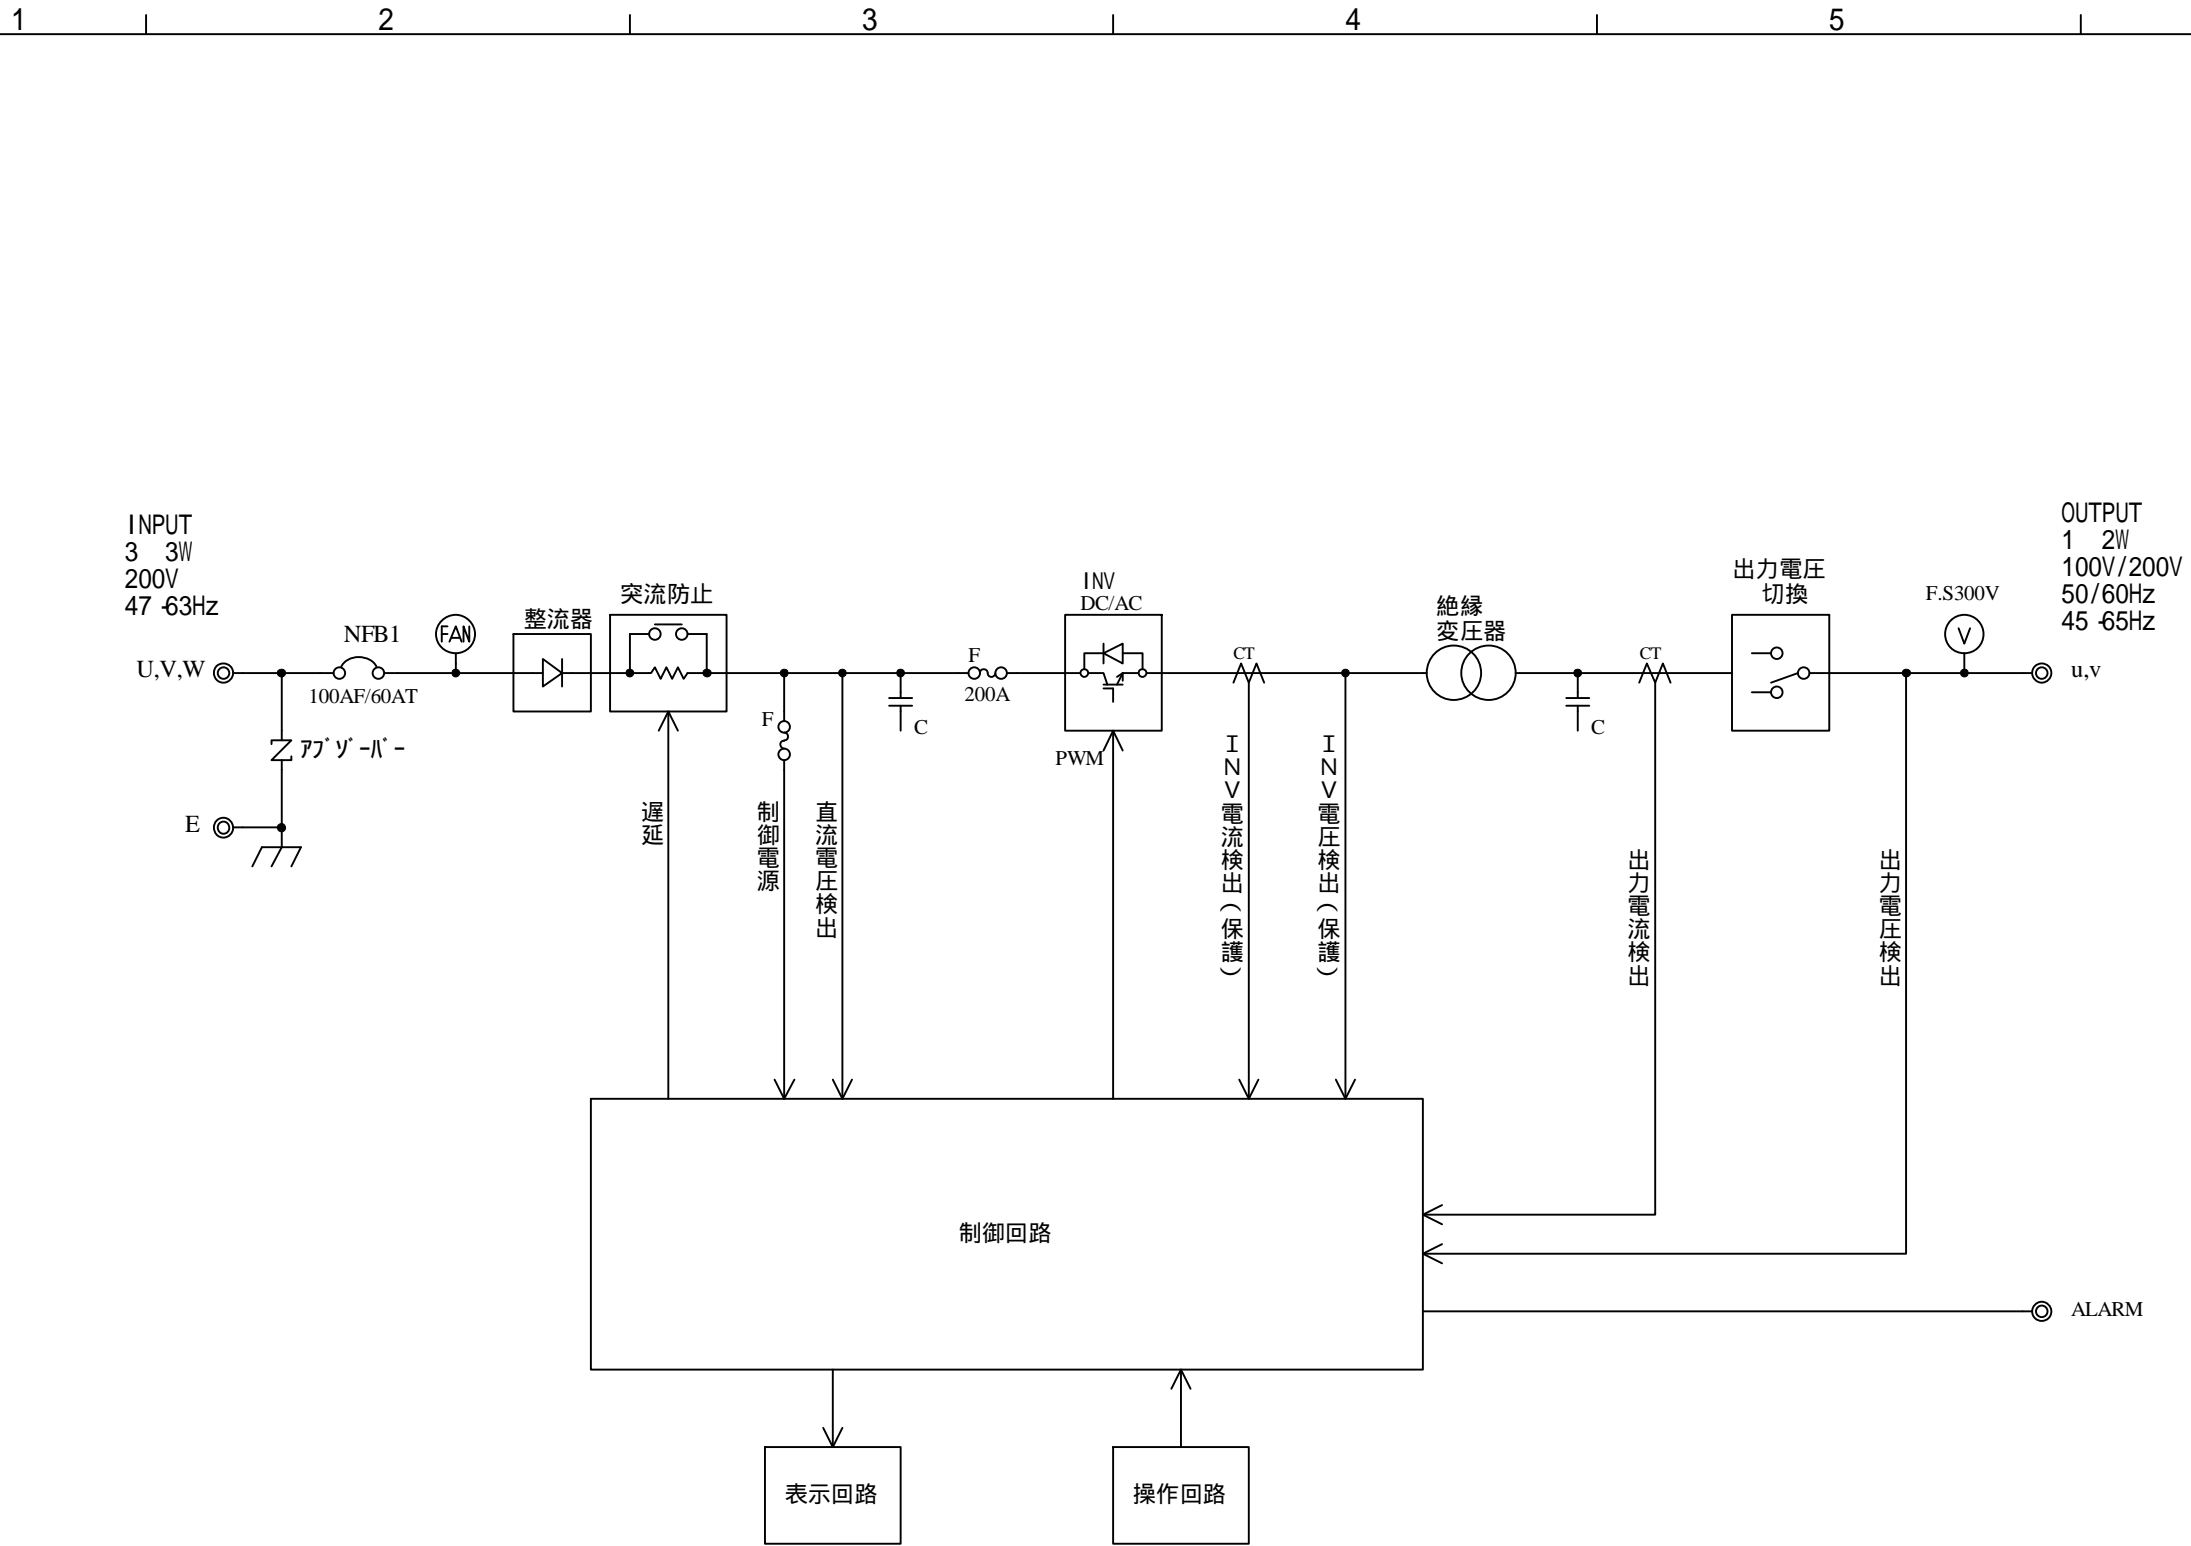 1
2
3
4
5
INPUT
3 3W
200V
47-63Hz
OUTPUT
1 2W
100V/200V
50/60Hz
45-65Hz
U,V,W
NFB1
100AF/60AT
FAN
整流器
突流防止
F
200A
INV
DC/AC
CT
絶縁
変圧器
CT
出力電圧
切換
F.S300V
V
u,v
アブゾーバー
F
C
PWM
C
E
遅延
制御電源
直流電圧検出
INV電流検出(保護)
INV電圧検出(保護)
出力電流検出
出力電圧検出
制御回路
ALARM
表示回路
操作回路